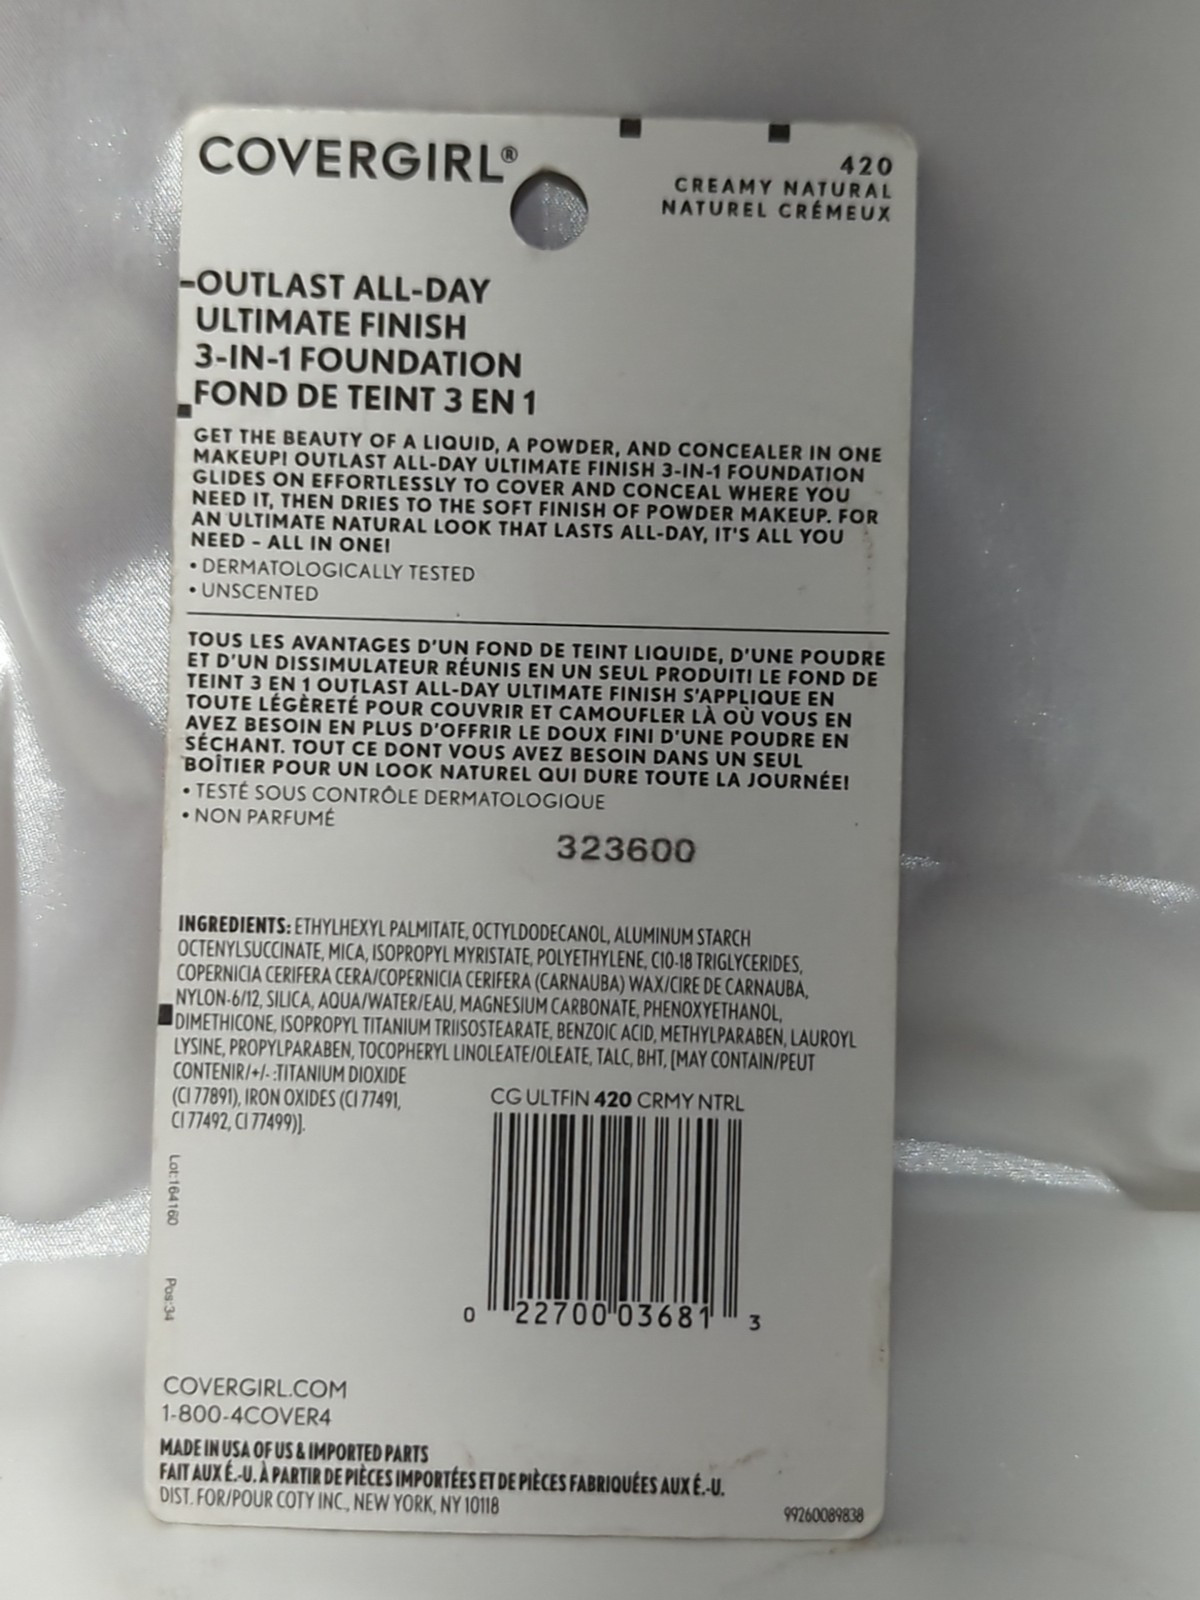 COVERGIRL®
420
CREAMY NATURAL
NATUREL CRÉMEUX
-OUTLAST ALL-DAY
ULTIMATE FINISH
3-IN-1 FOUNDATION
FOND DE TEINT 3 EN 1
GET THE BEAUTY OF A LIQUID, A POWDER, AND CONCEALER IN ONE
MAKEUP! OUTLAST ALL-DAY ULTIMATE FINISH 3-IN-1 FOUNDATION
GLIDES ON EFFORTLESSLY TO COVER AND CONCEAL WHERE YOU
NEED IT, THEN DRIES TO THE SOFT FINISH OF POWDER MAKEUP. FOR
AN ULTIMATE NATURAL LOOK THAT LASTS ALL-DAY, IT'S ALL YOU
NEED - ALL IN ONE!
• DERMATOLOGICALLY TESTED
• UNSCENTED
TOUS LES AVANTAGES D'UN FOND DE TEINT LIQUIDE, D'UNE POUDRE
ET D'UN DISSIMULATEUR RÉUNIS EN UN SEUL PRODUIT! LE FOND DE
TEINT 3 EN 1 OUTLAST ALL-DAY ULTIMATE FINISH S'APPLIQUE EN
TOUTE LÉGÈRETÉ POUR COUVRIR ET CAMOUFLER LÀ OÙ VOUS EN
AVEZ BESOIN EN PLUS D'OFFRIR LE DOUX FINI D'UNE POUDRE EN
SÉCHANT. TOUT CE DONT VOUS AVEZ BESOIN DANS UN SEUL
BOÎTIER POUR UN LOOK NATUREL QUI DURE TOUTE LA JOURNÉE!
• TESTÉ SOUS CONTRÔLE DERMATOLOGIQUE
• NON PARFUMÉ
323600
INGREDIENTS: ETHYLHEXYL PALMITATE, OCTYLDODECANOL, ALUMINUM STARCH
OCTENYLSUCCINATE, MICA, ISOPROPYL MYRISTATE, POLYETHYLENE, C10-18 TRIGLYCERIDES,
COPERNICIA CERIFERA CERA/COPERNICIA CERIFERA (CARNAUBA) WAX/CIRE DE CARNAUBA,
NYLON-6/12, SILICA, AQUA/WATER/EAU, MAGNESIUM CARBONATE, PHENOXYETHANOL,
DIMETHICONE, ISOPROPYL TITANIUM TRIISOSTEARATE, BENZOIC ACID, METHYLPARABEN, LAUROYL
LYSINE, PROPYLPARABEN, TOCOPHERYL LINOLEATE/OLEATE, TALC, BHT, [MAY CONTAIN/PEUT
CONTENIR/+/- :TITANIUM DIOXIDE
(CI 77891), IRON OXIDES (CI 77491,
CI 77492, CI 77499)].
CG ULTFIN 420 CRMY NTRL
0 22700 03681 3
Lot:164160
Pos:34
COVERGIRL.COM
1-800-4COVER4
MADE IN USA OF US & IMPORTED PARTS
FAIT AUX É.-U. À PARTIR DE PIÈCES IMPORTÉES ET DE PIÈCES FABRIQUÉES AUX É.-U.
DIST. FOR/POUR COTY INC., NEW YORK, NY 10118
99260089838